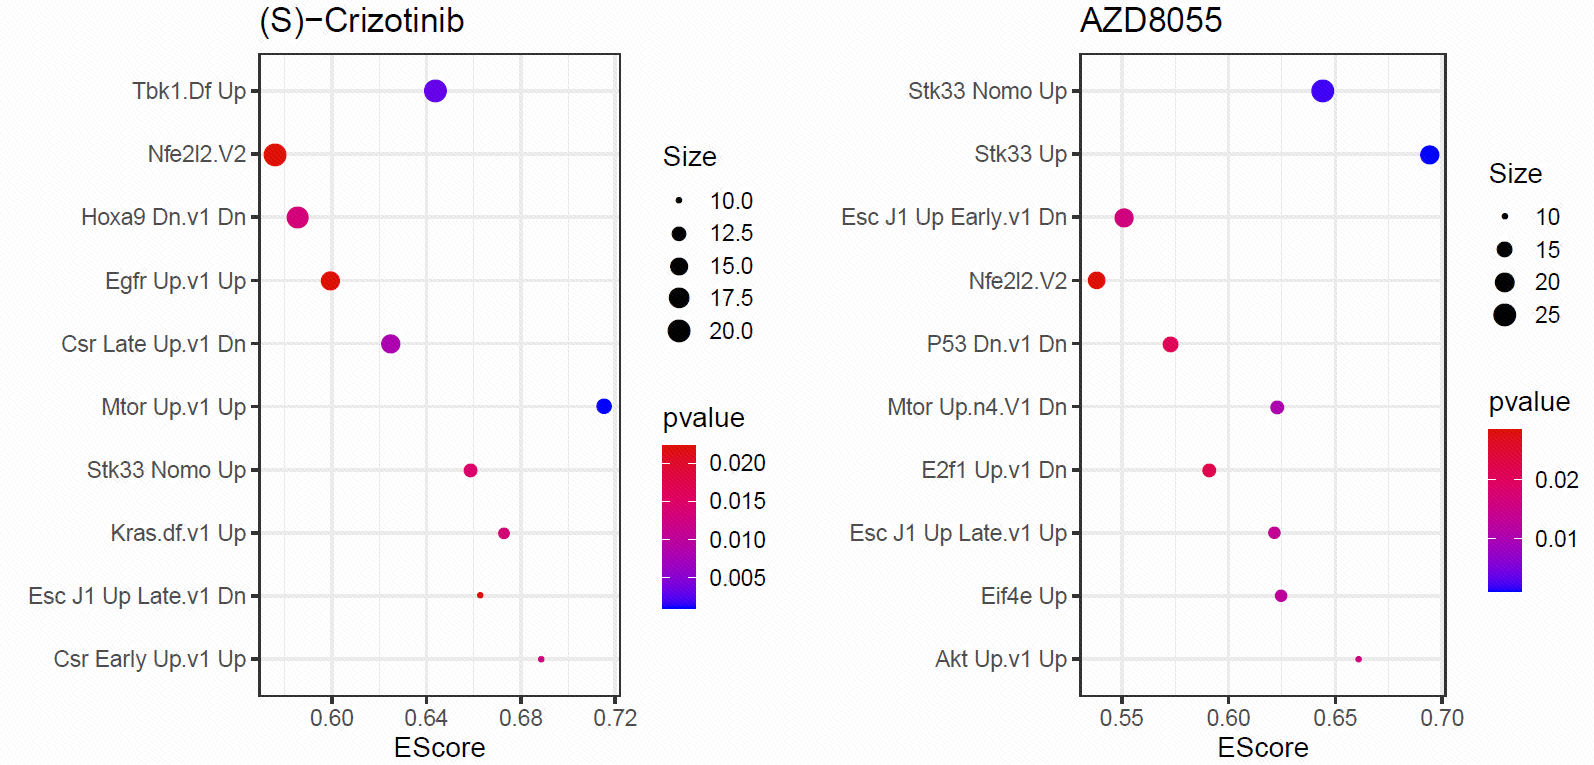 (S)−Crizotinib
Tbk1.Df Up
Nfe2l2.V2
Hoxa9 Dn.v1 Dn
Egfr Up.v1 Up
Csr Late Up.v1 Dn
Mtor Up.v1 Up
Stk33 Nomo Up
Kras.df.v1 Up
Esc J1 Up Late.v1 Dn
Csr Early Up.v1 Up
0.60 0.64 0.68 0.72
EScore
Size
10.0
12.5
15.0
17.5
20.0
pvalue
0.020
0.015
0.010
0.005
AZD8055
Stk33 Nomo Up
Stk33 Up
Esc J1 Up Early.v1 Dn
Nfe2l2.V2
P53 Dn.v1 Dn
Mtor Up.n4.V1 Dn
E2f1 Up.v1 Dn
Esc J1 Up Late.v1 Up
Eif4e Up
Akt Up.v1 Up
0.55 0.60 0.65 0.70
EScore
Size
10
15
20
25
pvalue
0.02
0.01